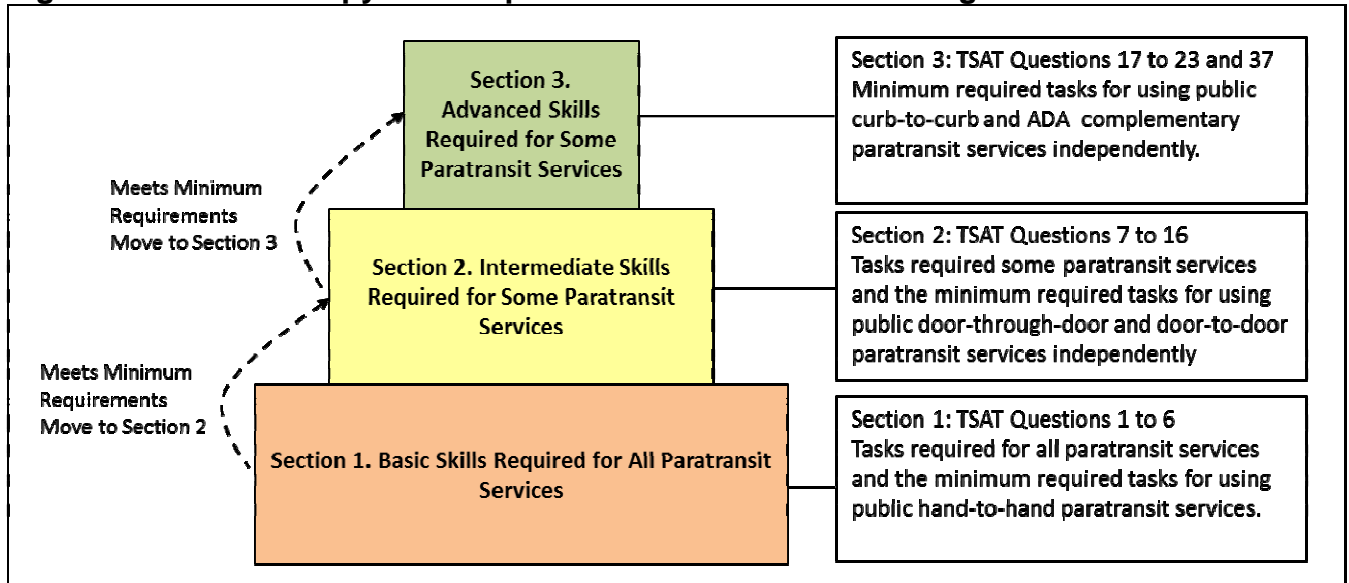 Section 3.
Advanced Skills
Required for Some
Paratransit Services
Section 3: TSAT Questions 17 to 23 and 37
Minimum required tasks for using public
curb-to-curb and ADA complementary
paratransit services independently.
Meets Minimum
Requirements
Move to Section 3
Section 2. Intermediate Skills
Required for Some Paratransit
Services
Section 2: TSAT Questions 7 to 16
Tasks required some paratransit services
and the minimum required tasks for using
public door-through-door and door-to-door
paratransit services independently
Meets Minimum
Requirements
Move to Section 2
Section 1. Basic Skills Required for All Paratransit
Services
Section 1: TSAT Questions 1 to 6
Tasks required for all paratransit services
and the minimum required tasks for using
public hand-to-hand paratransit services.